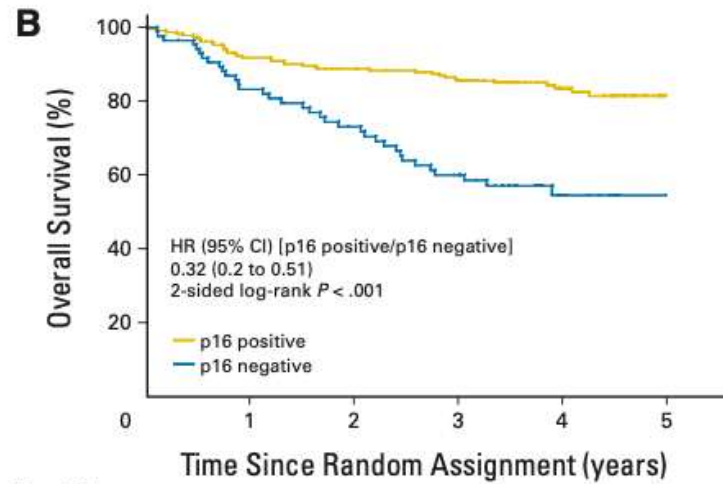 B
Overall Survival (%)
100
80
60
40
20
HR (95% CI) [p16 positive/p16 negative]
0.32 (0.2 to 0.51)
2-sided log-rank P < .001
p16 positive
p16 negative
0 1 2 3 4 5
Time Since Random Assignment (years)